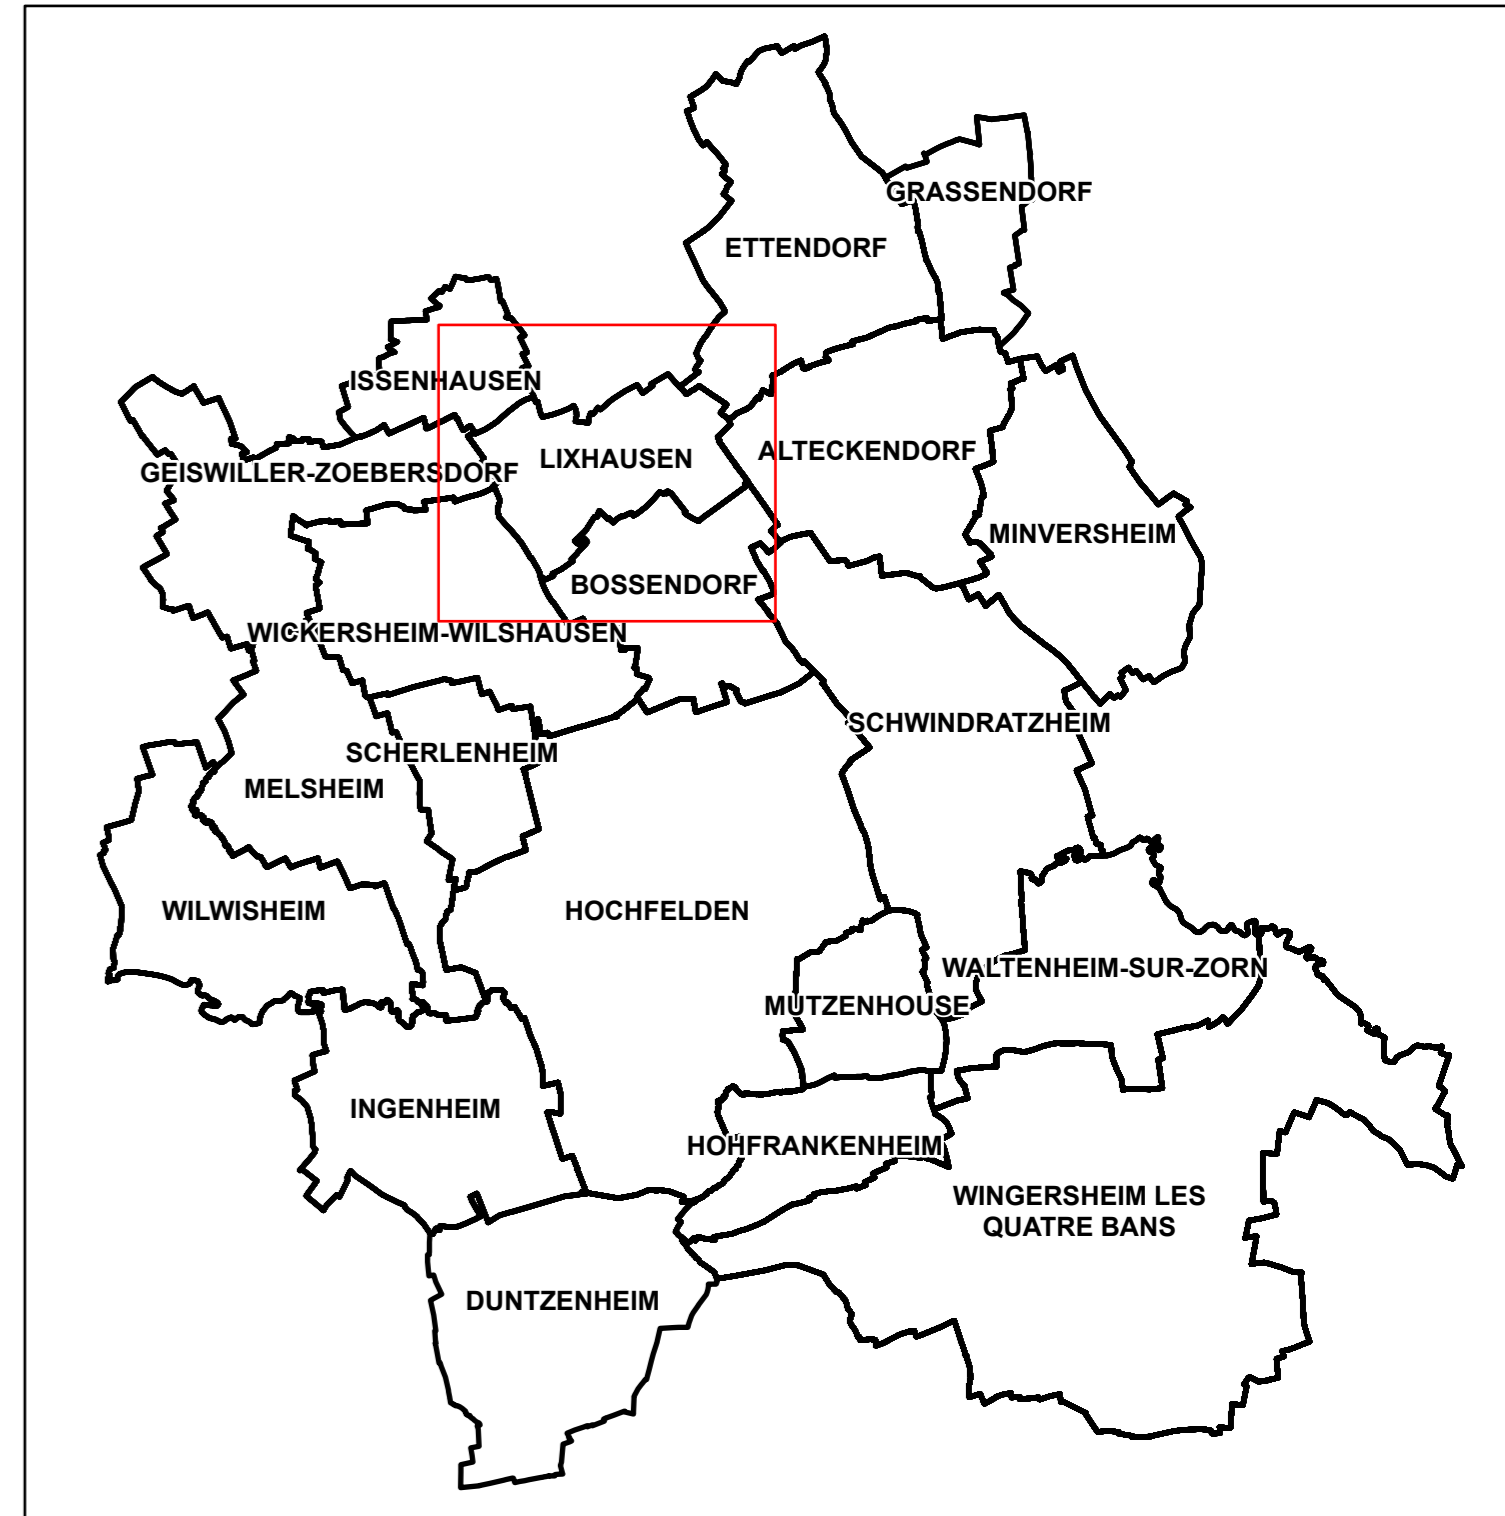 GRASSENDORF
ETTENDORF
ISSENHAUSEN
ALTECKENDORF
LIXHAUSEN
GEISWILLER-ZOEBERSDORF
MINVERSHEIM
BOSSENDORF
WICKERSHEIM-WILSHAUSEN
SCHWINDRATZHEIM
SCHERLENHEIM
MELSHEIM
WILWISHEIM
HOCHFELDEN
WALTENHEIM-SUR-ZORN
MUTZENHOUSE
INGENHEIM
HOHFRANKENHEIM
WINGERSHEIM LES
QUATRE BANS
DUNTZENHEIM